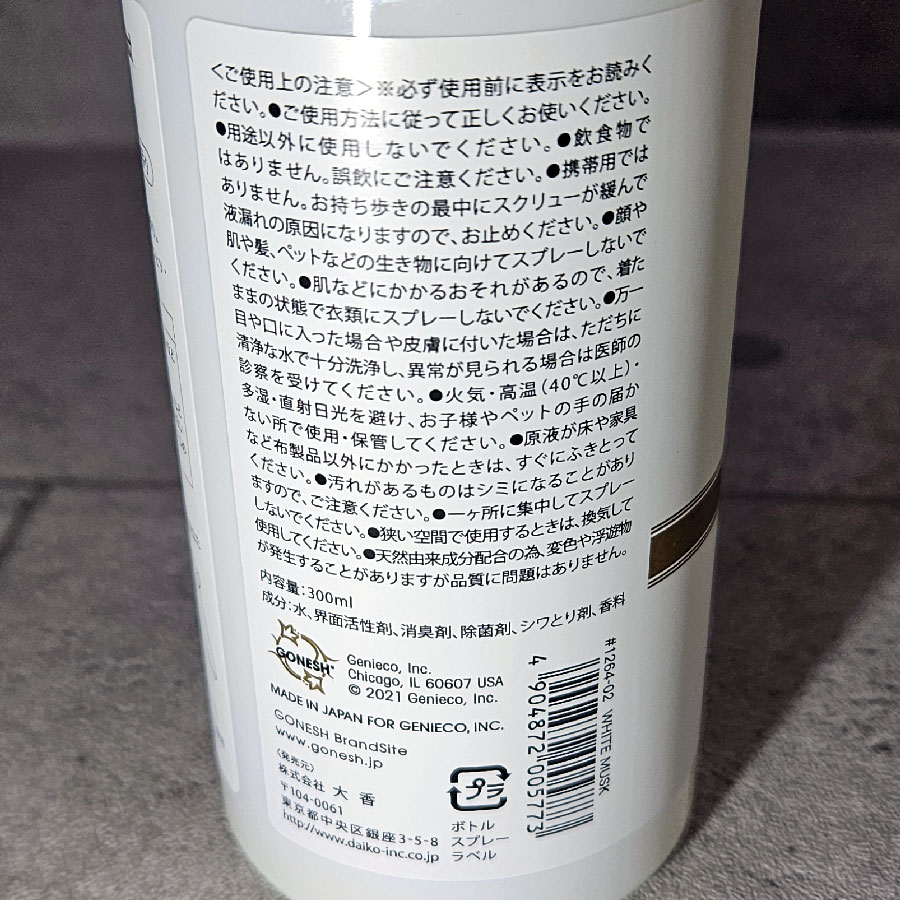 ＜ご使用上の注意＞※必ず使用前に表示をお読みく
ださい。●ご使用方法に従って正しくお使いください。
●用途以外に使用しないでください。●飲食物で
はありません。誤飲にご注意ください。●携帯用では
ありません。お持ち歩きの最中にスクリューが緩んで
液漏れの原因になりますので、お止めください。●顔や
肌や髪、ペットなどの生き物に向けてスプレーしないで
ください。●肌などにかかるおそれがあるので、着た
ままの状態で衣類にスプレーしないでください。●万一
目や口に入った場合や皮膚に付いた場合は、ただちに
清浄な水で十分洗浄し、異常が見られる場合は医師の
診察を受けてください。●火気・高温(40℃以上)・
多湿・直射日光を避け、お子様やペットの手の届か
ない所で使用・保管してください。●原液が床や家具
など布製品以外にかかったときは、すぐにふきとって
ください。●汚れがあるものはシミになることがあり
ますので、ご注意ください。●一ヶ所に集中してスプレー
しないでください。●狭い空間で使用するときは、換気して
使用してください。●天然由来成分配合の為、変色や浮遊物
が発生することがありますが品質に問題はありません。
内容量:300ml
成分:水、界面活性剤、消臭剤、除菌剤、シワとり剤、香料
GONESH
Genieco, Inc.
Chicago, IL 60607 USA
© 2021 Genieco, Inc.
MADE IN JAPAN FOR GENIECO, INC.
GONESH BrandSite
www.gonesh.jp
〈発売元〉
株式会社 大香
〒104-0061
東京都中央区銀座3-5-8
http://www.daiko-inc.co.jp
プラ
ボトル
スプレー
ラベル
4 904872 005773
#1264-02 WHITE MUSK